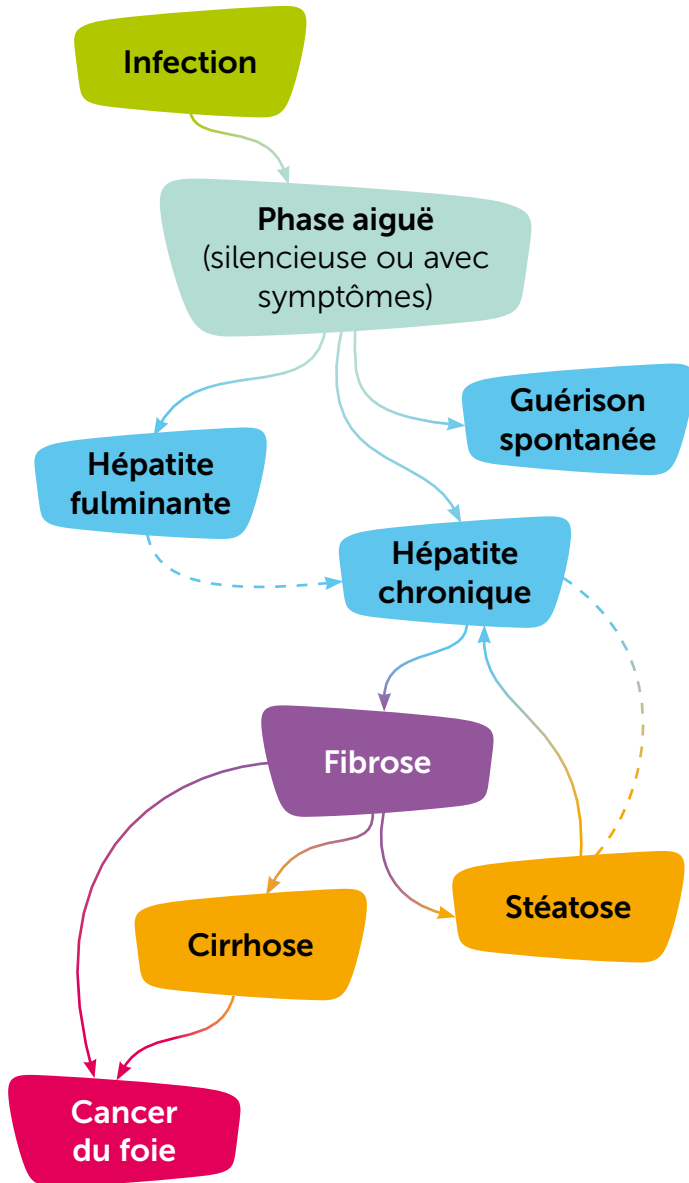 Infection
Phase aiguë
(silencieuse ou avec
symptômes)
Guérison
spontanée
Hépatite
fulminante
Hépatite
chronique
Fibrose
Stéatose
Cirrhose
Cancer
du foie